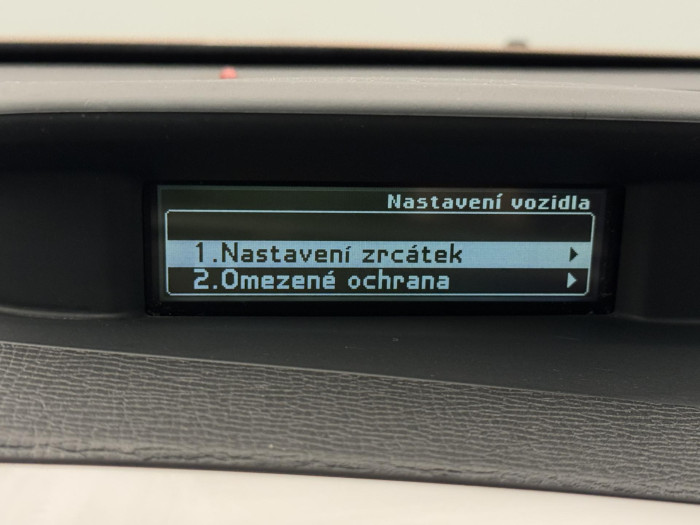 Nastavení vozidla
1.Nastavení zrcátek
2.Omezené ochrana